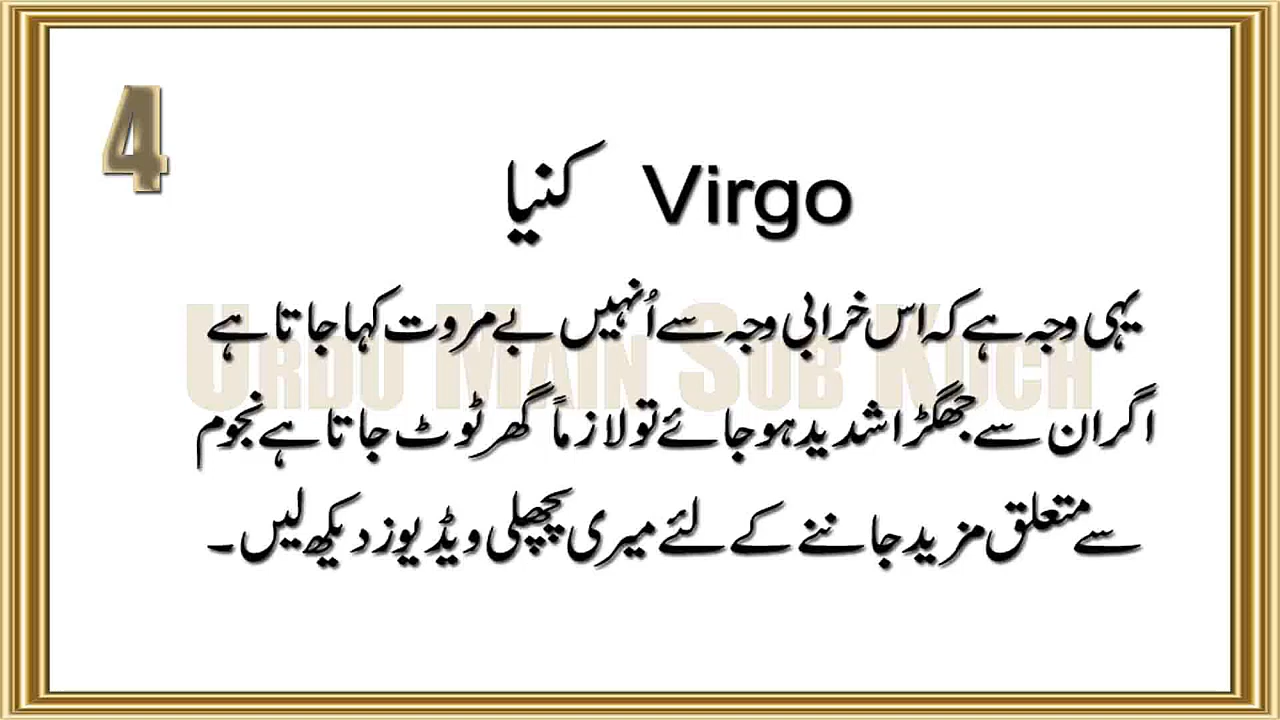 4
Virgo کنیا
یہی وجہ ہے کہ اس خرابی وجہ سے اُنہیں بے مروت کہا جاتا ہے
اگر ان سے جھگڑا شدید ہو جائے تو لازماً گھر ٹوٹ جاتا ہے نجوم
سے متعلق مزید جاننے کے لئے میری پچھلی ویڈیوز دیکھ لیں۔
URDU MAIN SOB KUCH